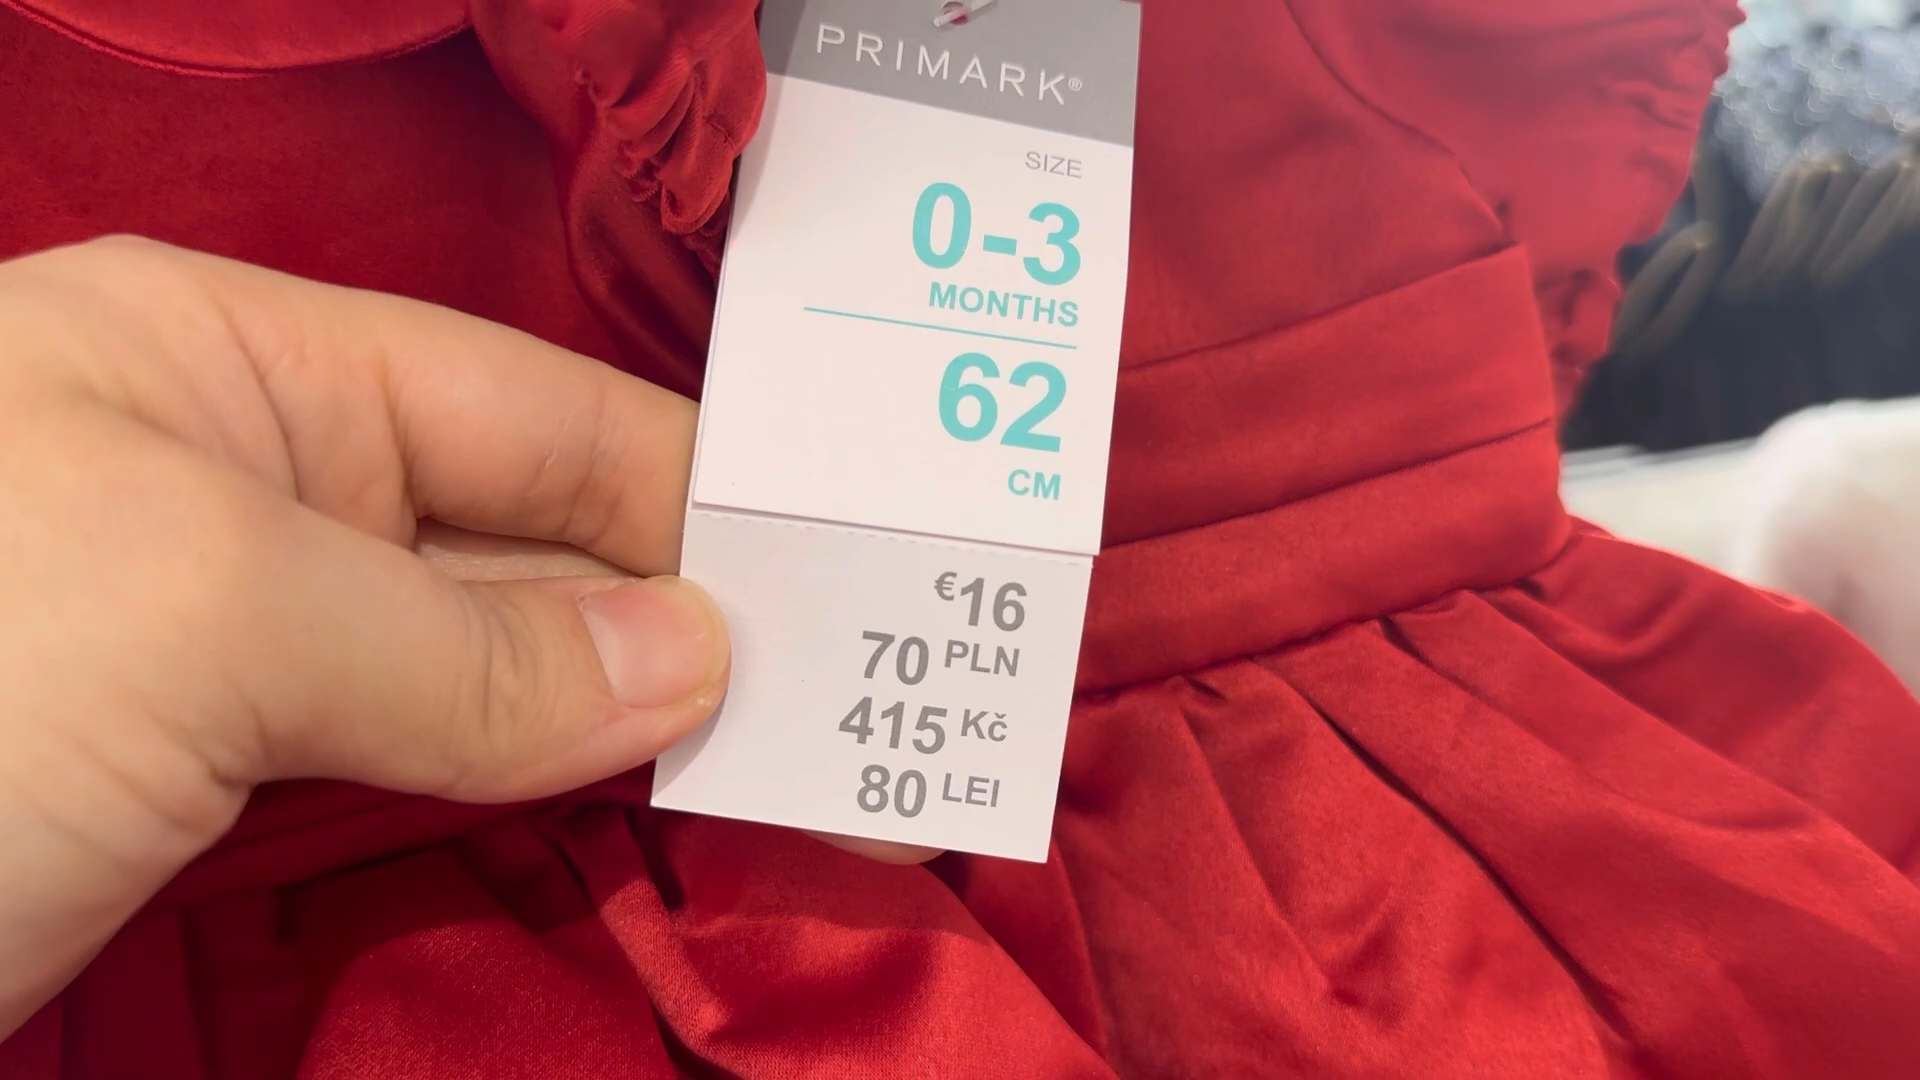 PRIMARK®
SIZE
0-3
MONTHS
62
CM
€16
70 PLN
415 Kč
80 LEI